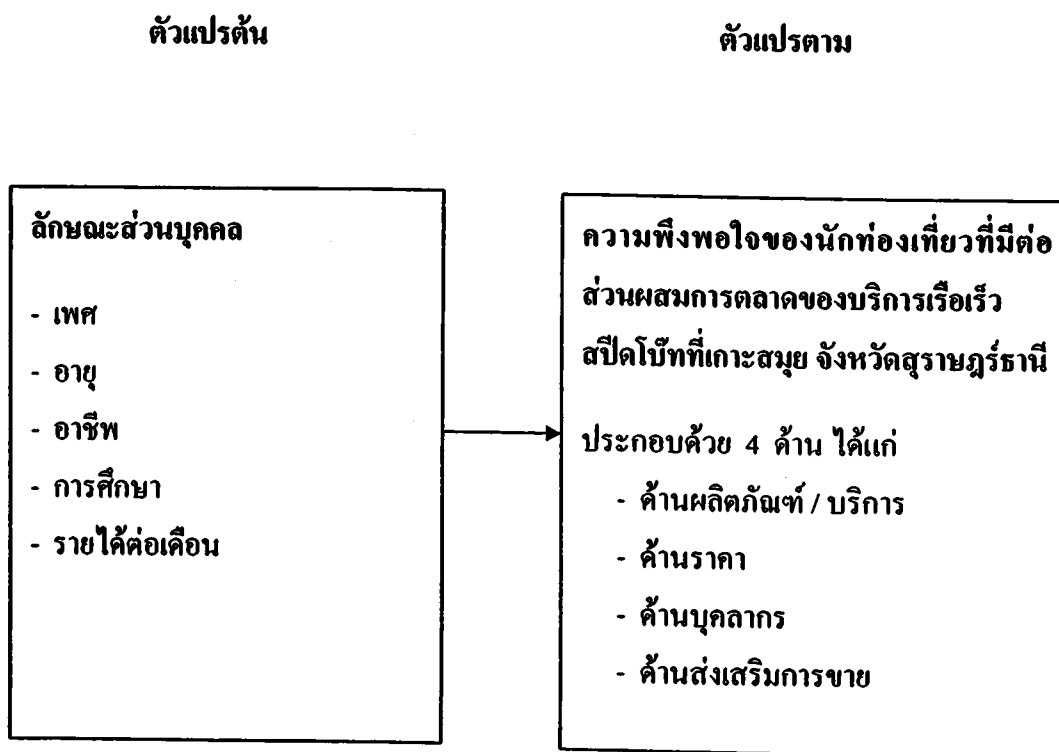 ตัวแปรต้น
ตัวแปรตาม
ลักษณะส่วนบุคคล
- เพศ
- อายุ
- อาชีพ
- การศึกษา
- รายได้ต่อเดือน
ความพึงพอใจของนักท่องเที่ยวที่มีต่อ
ส่วนผสมการตลาดของบริการเรือเร็ว
สปีดโบ๊ทที่เกาะสมุย จังหวัดสุราษฎร์ธานี
ประกอบด้วย 4 ด้าน ได้แก่
- ด้านผลิตภัณฑ์ / บริการ
- ด้านราคา
- ด้านบุคลากร
- ด้านส่งเสริมการขาย